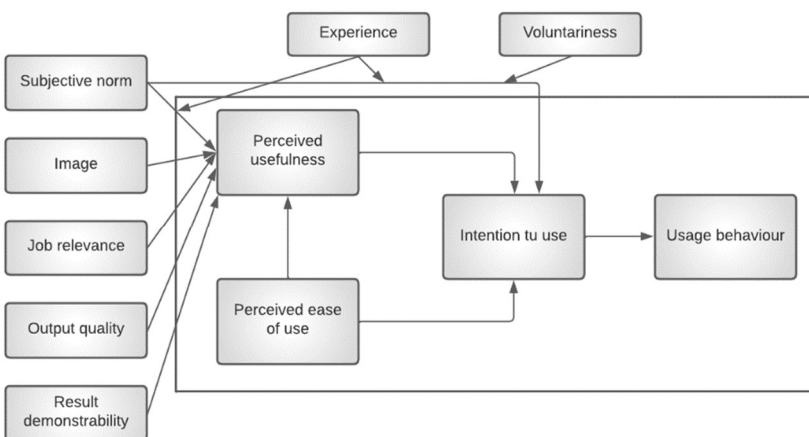 Experience
Voluntariness
Subjective norm
Image
Perceived
usefulness
Job relevance
Intention tu use
Usage behaviour
Output quality
Perceived ease
of use
Result
demonstrability